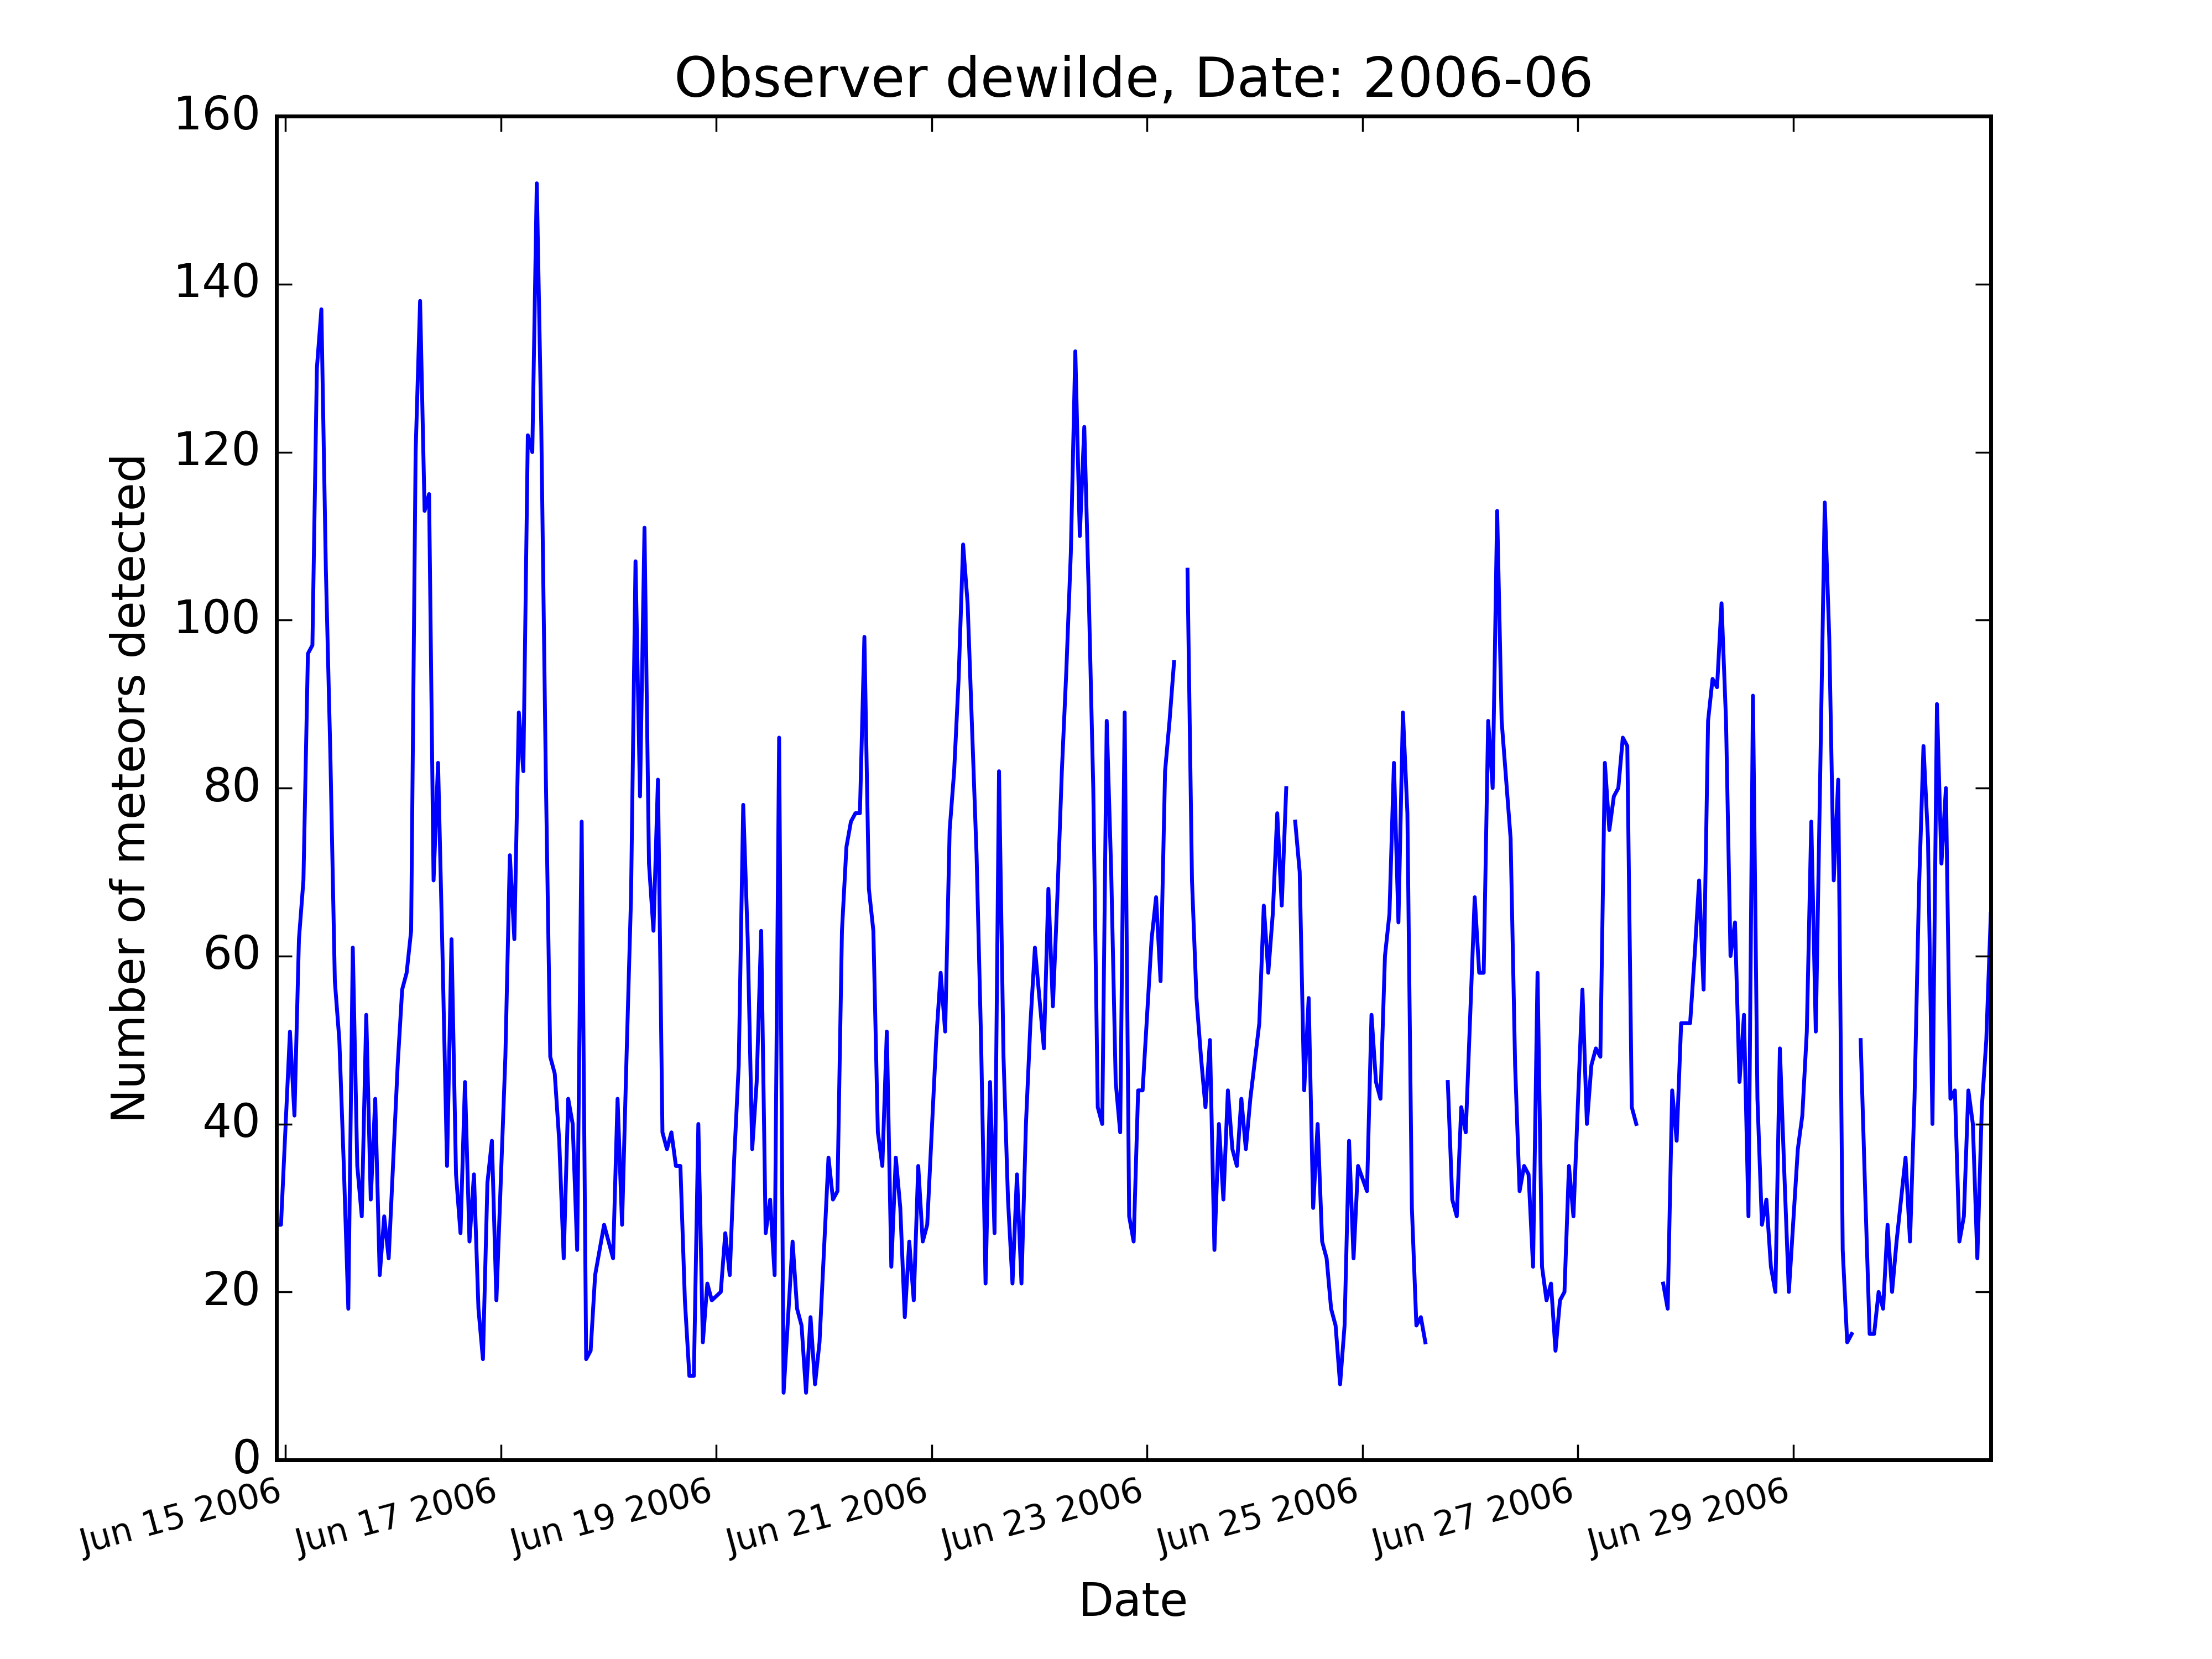 Observer dewilde, Date: 2006-06
160
140
120
100
80
60
40
20
0
Number of meteors detected
Jun 15 2006
Jun 17 2006
Jun 19 2006
Jun 21 2006
Jun 23 2006
Jun 25 2006
Jun 27 2006
Jun 29 2006
Date